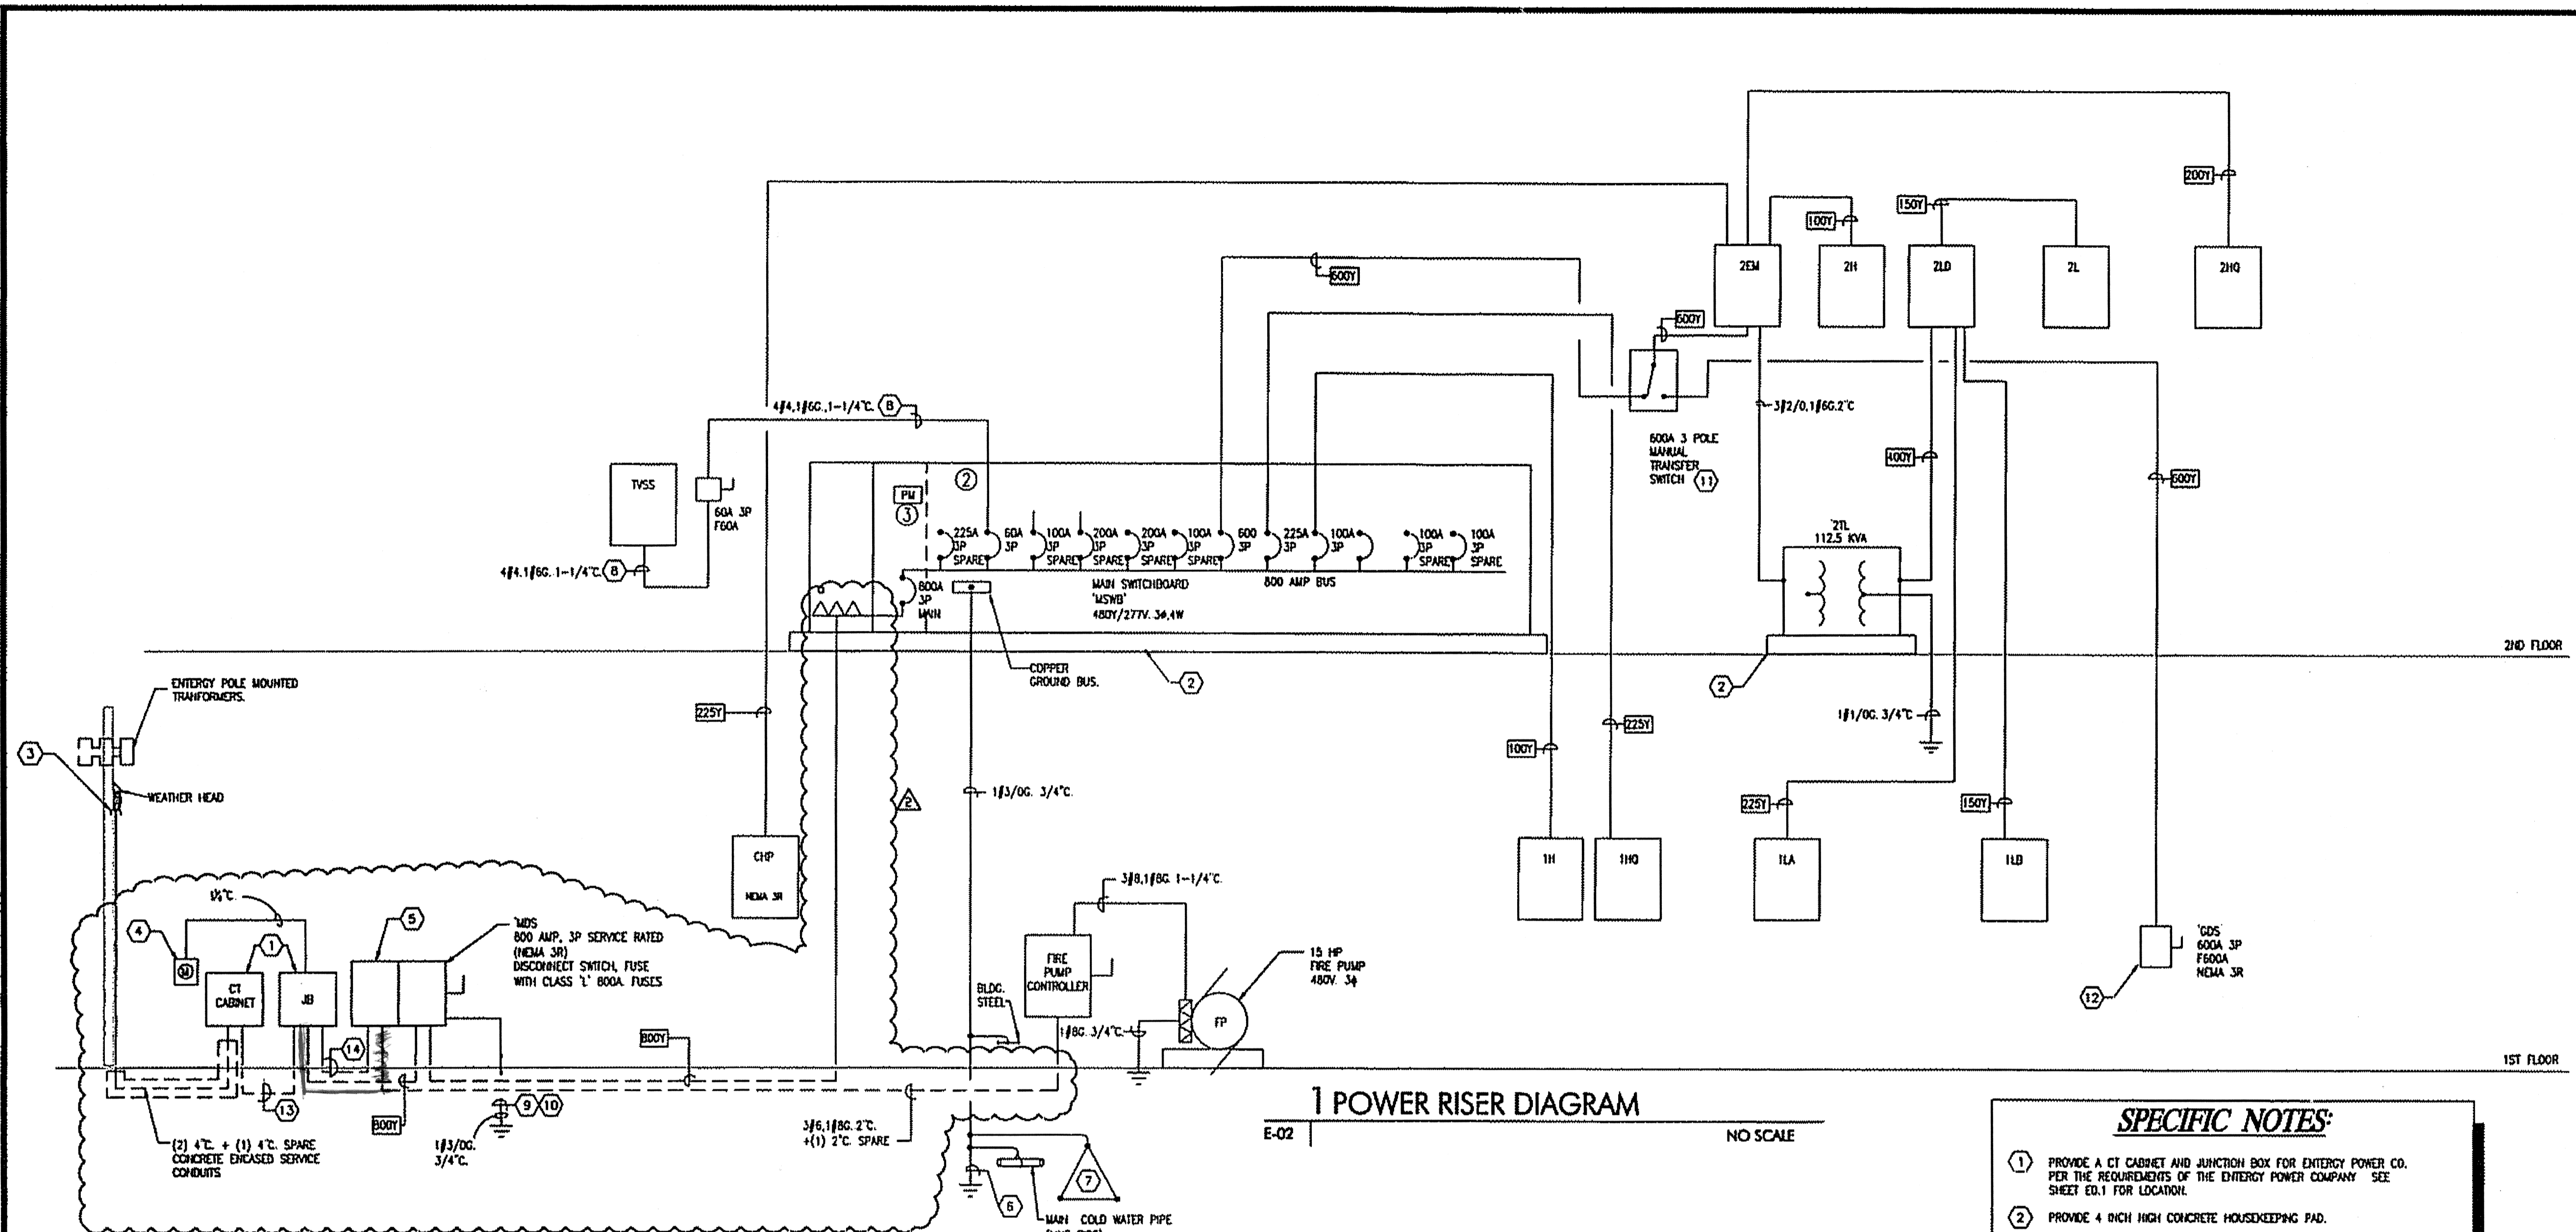 200Y
150Y
100Y
2EM
2H
2LD
2L
2HQ
600Y
600Y
4#4,1#6G.,1-1/4"C. 8
3#2/0,1#6G.2"C
600A 3 POLE
MANUAL
TRANSFER
SWITCH 11
400Y
600Y
TVSS
60A 3P
F60A
PM
3
2
4#4.1#6G. 1-1/4"C. 8
225A
3P
SPARE
60A
3P
100A
3P
SPARE
200A
3P
SPARE
200A
3P
SPARE
100A
3P
SPARE
600
3P
225A
3P
100A
3P
100A
3P
SPARE
100A
3P
SPARE
800A
3P
MAIN
MAIN SWITCHBOARD
'MSWB'
480Y/277V. 3ϕ,4W
800 AMP BUS
'2TL
112.5 KVA
2ND FLOOR
COPPER
GROUND BUS.
2
2
ENTERGY POLE MOUNTED
TRANFORMERS.
3
WEATHER HEAD
225Y
2
1#3/0G. 3/4"C.
100Y
225Y
1#1/0G. 3/4"C
225Y
150Y
CHP
NEMA 3R
1H
1HQ
1LA
1LB
3#8,1#8G. 1-1/4"C.
4
1
5
M
CT
CABINET
JB
'MDS
800 AMP, 3P SERVICE RATED
(NEMA 3R)
DISCONNECT SWITCH, FUSE
WITH CLASS 'L' 800A. FUSES
BLDG.
STEEL
FIRE
PUMP
CONTROLLER
15 HP
FIRE PUMP
480V. 3ϕ
FP
1#8G. 3/4"C.
'GDS'
600A 3P
F600A
NEMA 3R
12
14
800Y
1ST FLOOR
13
800Y
9 10
1#3/0G.
3/4"C.
(2) 4"C. + (1) 4"C. SPARE
CONCRETE ENCASED SERVICE
CONDUITS
3#6,1#8G. 2"C.
+(1) 2"C. SPARE
6
7
MAIN COLD WATER PIPE
1 POWER RISER DIAGRAM
E-02
NO SCALE
SPECIFIC NOTES:
1 PROVIDE A CT CABINET AND JUNCTION BOX FOR ENTERGY POWER CO.
PER THE REQUIREMENTS OF THE ENTERGY POWER COMPANY SEE
SHEET E0.1 FOR LOCATION.
2 PROVIDE 4 INCH HIGH CONCRETE HOUSEKEEPING PAD.